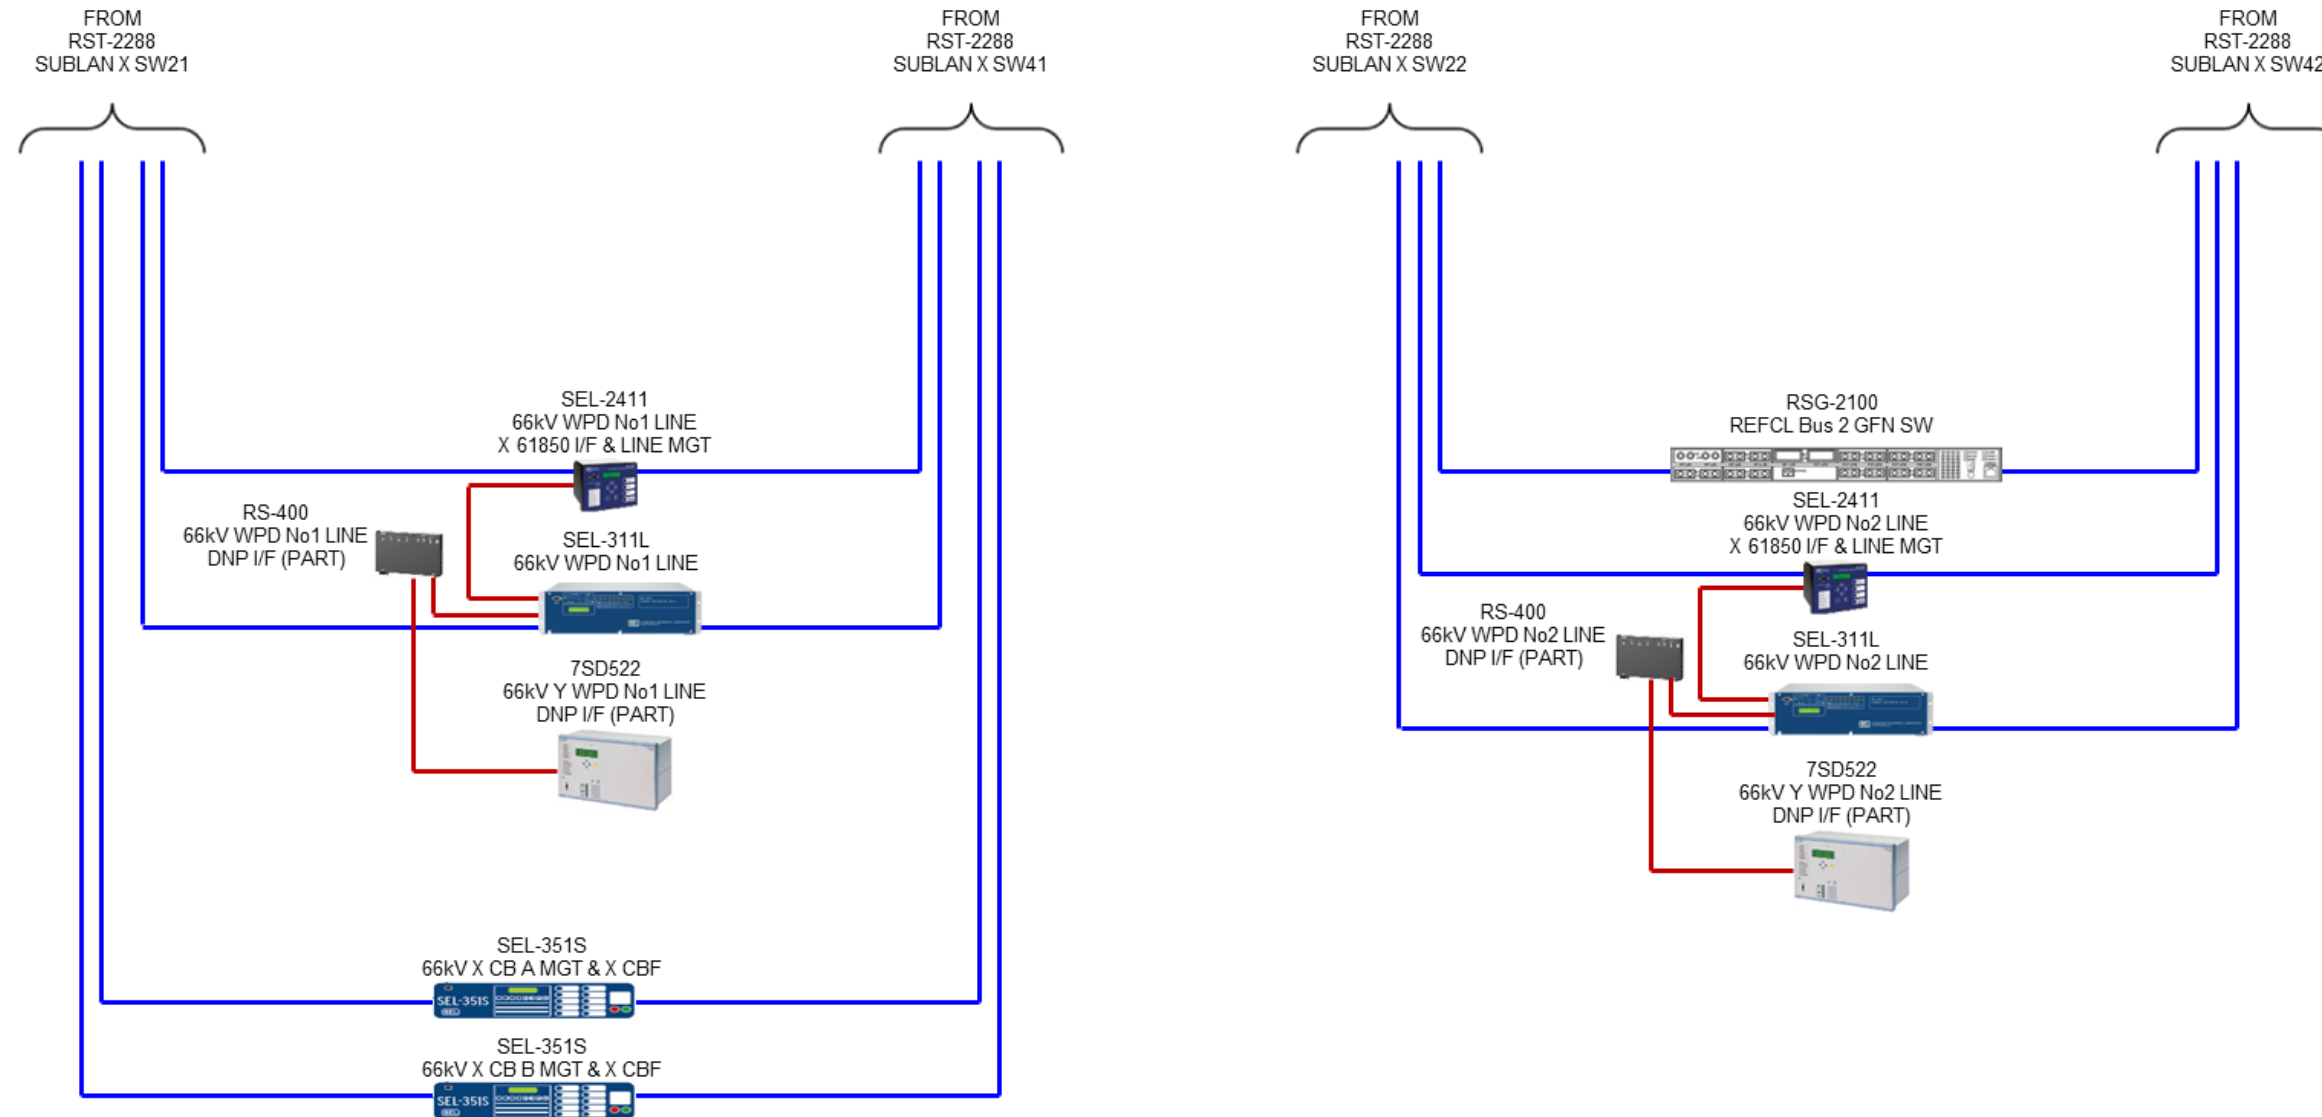 FROM
RST-2288
SUBLAN X SW21
FROM
RST-2288
SUBLAN X SW41
FROM
RST-2288
SUBLAN X SW22
FROM
RST-2288
SUBLAN X SW42
SEL-2411
66kV WPD No1 LINE
X 61850 I/F & LINE MGT
RS-400
66kV WPD No1 LINE
DNP I/F (PART)
SEL-311L
66kV WPD No1 LINE
7SD522
66kV Y WPD No1 LINE
DNP I/F (PART)
SEL-351S
66kV X CB A MGT & X CBF
SEL-351S
SEL
SEL-351S
66kV X CB B MGT & X CBF
SEL-351S
SEL
RSG-2100
REFCL Bus 2 GFN SW
SEL-2411
66kV WPD No2 LINE
X 61850 I/F & LINE MGT
RS-400
66kV WPD No2 LINE
DNP I/F (PART)
SEL-311L
66kV WPD No2 LINE
7SD522
66kV Y WPD No2 LINE
DNP I/F (PART)